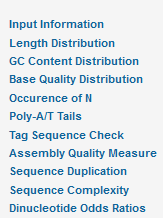 Input Information
Length Distribution
GC Content Distribution
Base Quality Distribution
Occurence of N
Poly-A/T Tails
Tag Sequence Check
Assembly Quality Measure
Sequence Duplication
Sequence Complexity
Dinucleotide Odds Ratios